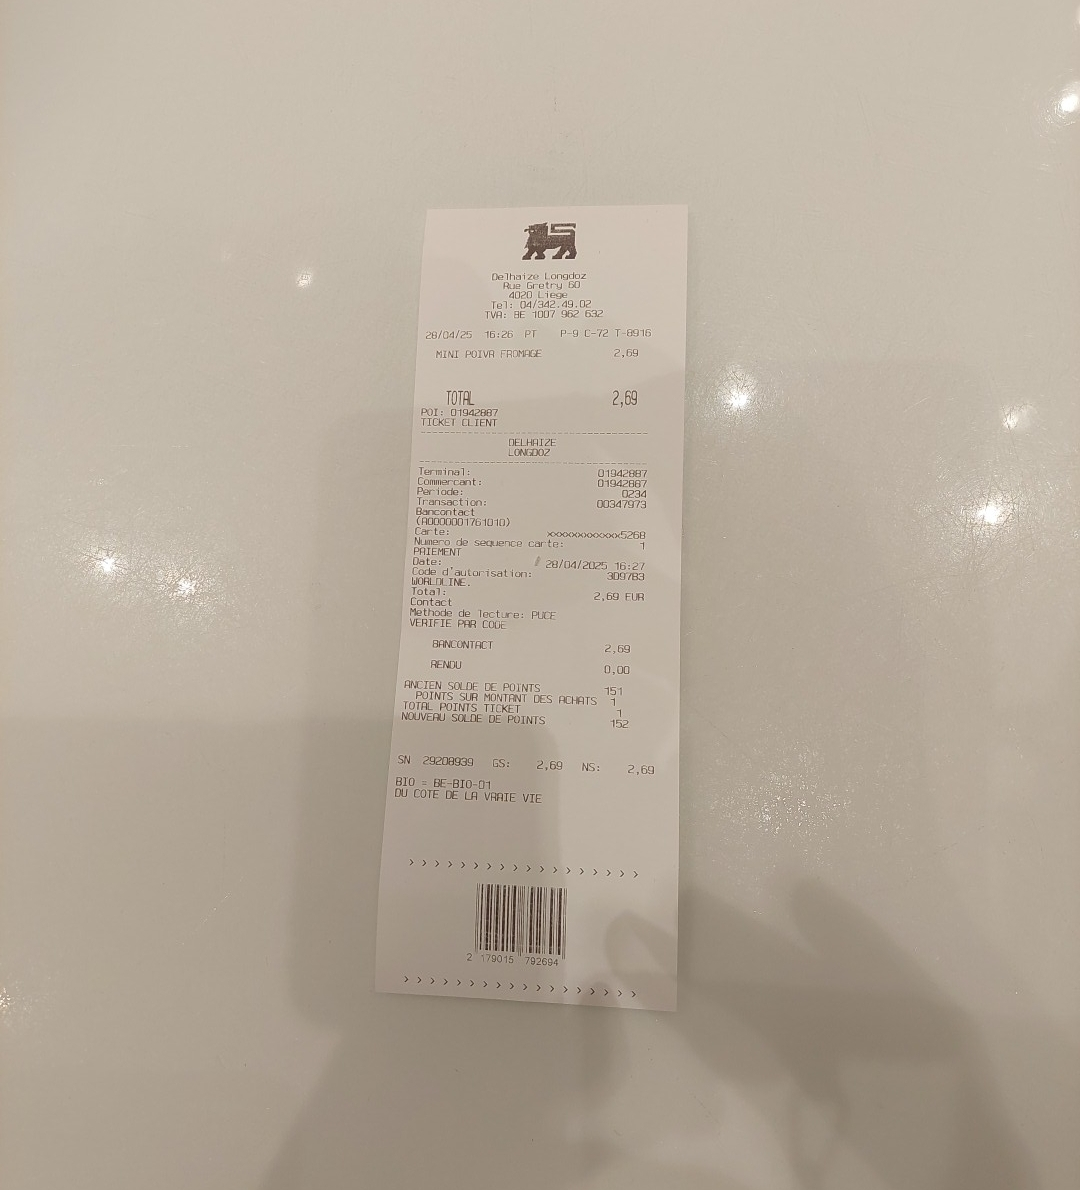 Delhaize Longdoz
Rue Gretry 60
4020 Liege
Tel: 04/342.49.02
TVA: BE 1007 962 632
28/04/25 16:26 PT P-9 C-72 T-8916
MINI POIVR FROMAGE 2,69
TOTAL 2,69
POI: 01942887
TICKET CLIENT
DELHAIZE
LONGDOZ
Terminal: 01942887
Commercant: 01942887
Periode: 0234
Transaction: 00347973
Bancontact
(A0000001761010)
Carte: xxxxxxxxxxxxx5268
Numero de sequence carte: 1
PAIEMENT
Date: 28/04/2025 16:27
Code d'autorisation: 3D97B3
WORLDLINE.
Total: 2,69 EUR
Contact
Methode de lecture: PUCE
VERIFIE PAR CODE
BANCONTACT 2,69
RENDU 0,00
ANCIEN SOLDE DE POINTS 151
POINTS SUR MONTANT DES ACHATS 1
TOTAL POINTS TICKET 1
NOUVEAU SOLDE DE POINTS 152
SN 29208939 GS: 2,69 NS: 2,69
BIO = BE-BIO-01
DU COTE DE LA VRAIE VIE
> > > > > > > > > > > > > > > > > >
2 179015 792694
> > > > > > > > > > > > > > > > > >